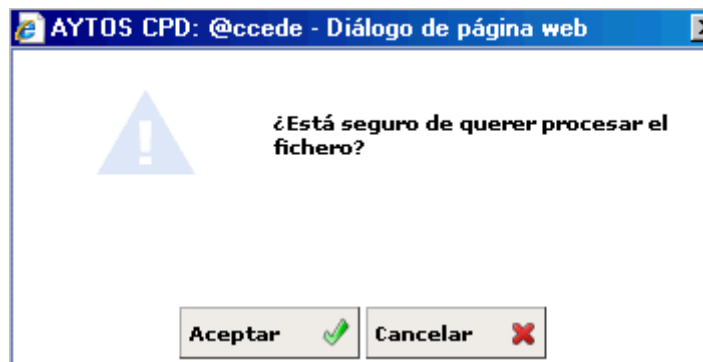 AYTOS CPD: @ccede - Diálogo de página web
¿Está seguro de querer procesar el
fichero?
Aceptar
Cancelar